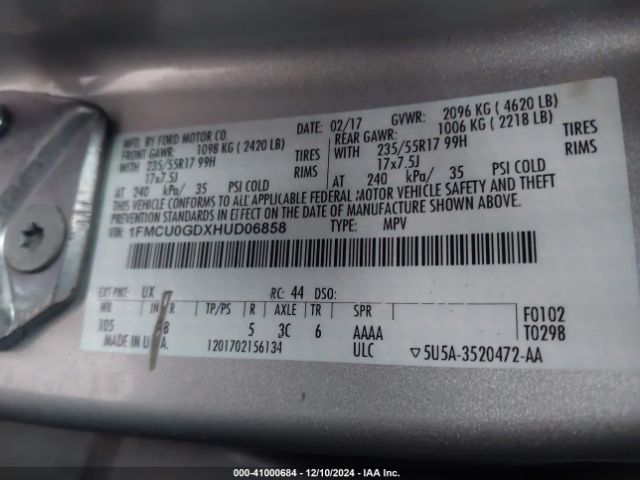 MFD. BY FORD MOTOR CO.
DATE: 02/17 GVWR: 2096 KG ( 4620 LB)
FRONT GAWR: 1098 KG ( 2420 LB)
REAR GAWR: 1006 KG ( 2218 LB)
WITH 235/55R17 99H TIRES
WITH 235/55R17 99H TIRES
17x7.5J RIMS
17x7.5J RIMS
AT 240 kPa/ 35 PSI COLD
AT 240 kPa/ 35 PSI COLD
THIS VEHICLE CONFORMS TO ALL APPLICABLE FEDERAL MOTOR VEHICLE SAFETY AND THEFT
PREVENTION STANDARDS IN EFFECT ON THE DATE OF MANUFACTURE SHOWN ABOVE.
VIN: 1FMCU0GDXHUD06858 TYPE: MPV
EXT PNT: UX RC: 44 DSO:
WB R TP/PS R AXLE TR SPR F0102
105 5 3C 6 AAAA T0298
MADE IN U.S.A. 1201702156134 ULC ▽5U5A-3520472-AA
000-41000684 - 12/10/2024 - IAA Inc.